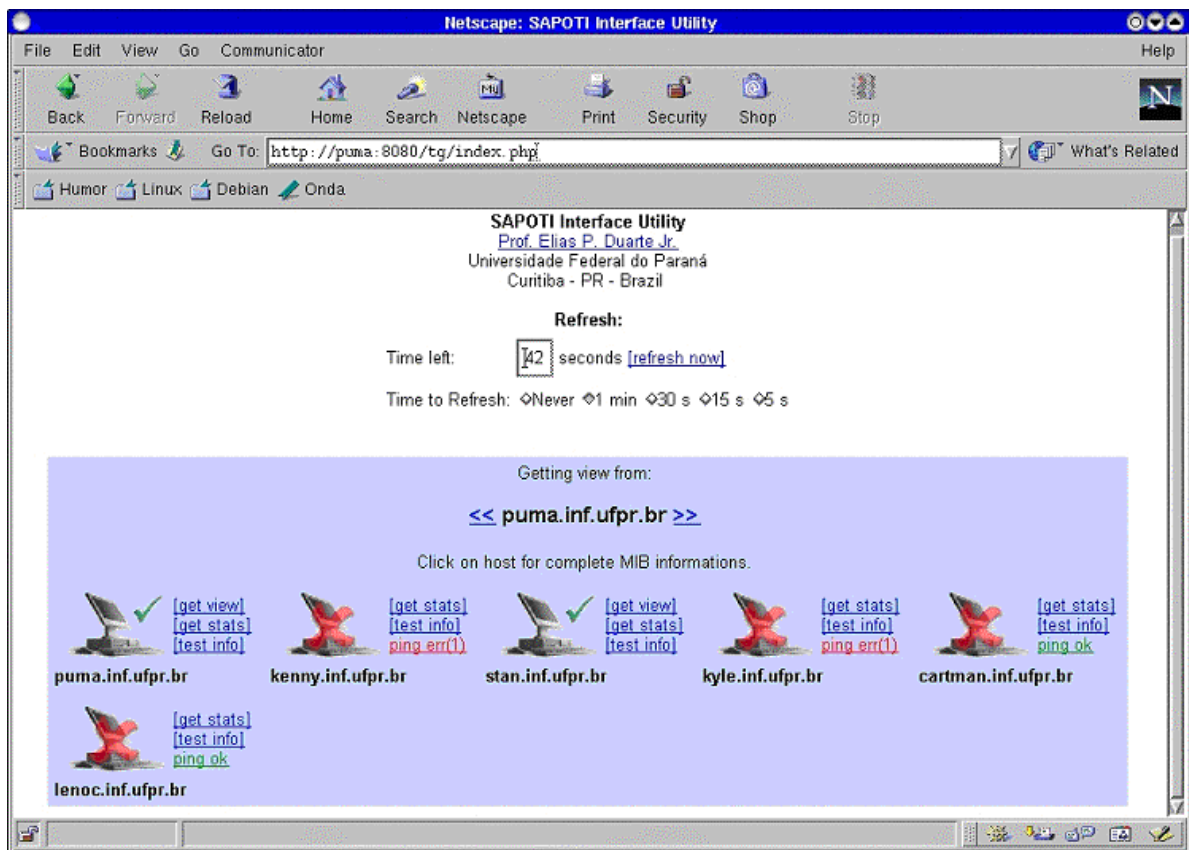 Netscape: SAPOTI Interface Utility
File Edit View Go Communicator Help
Back Forward Reload Home Search Netscape Print Security Shop Stop
My
N
Bookmarks Go To: http://puma:8080/tg/index.php What's Related
Humor Linux Debian Onda
SAPOTI Interface Utility
Prof. Elias P. Duarte Jr.
Universidade Federal do Paraná
Curitiba - PR - Brazil
Refresh:
Time left: 42 seconds [refresh now]
Time to Refresh: Never 1 min 30 s 15 s 5 s
Getting view from:
<< puma.inf.ufpr.br >>
Click on host for complete MIB informations.
[get view] [get stats] [get view] [get stats] [get stats]
[get stats] [test info] [get stats] [test info] [test info]
[test info] ping err(1) [test info] ping err(1) ping ok
puma.inf.ufpr.br kenny.inf.ufpr.br stan.inf.ufpr.br kyle.inf.ufpr.br cartman.inf.ufpr.br
[get stats]
[test info]
ping ok
lenoc.inf.ufpr.br